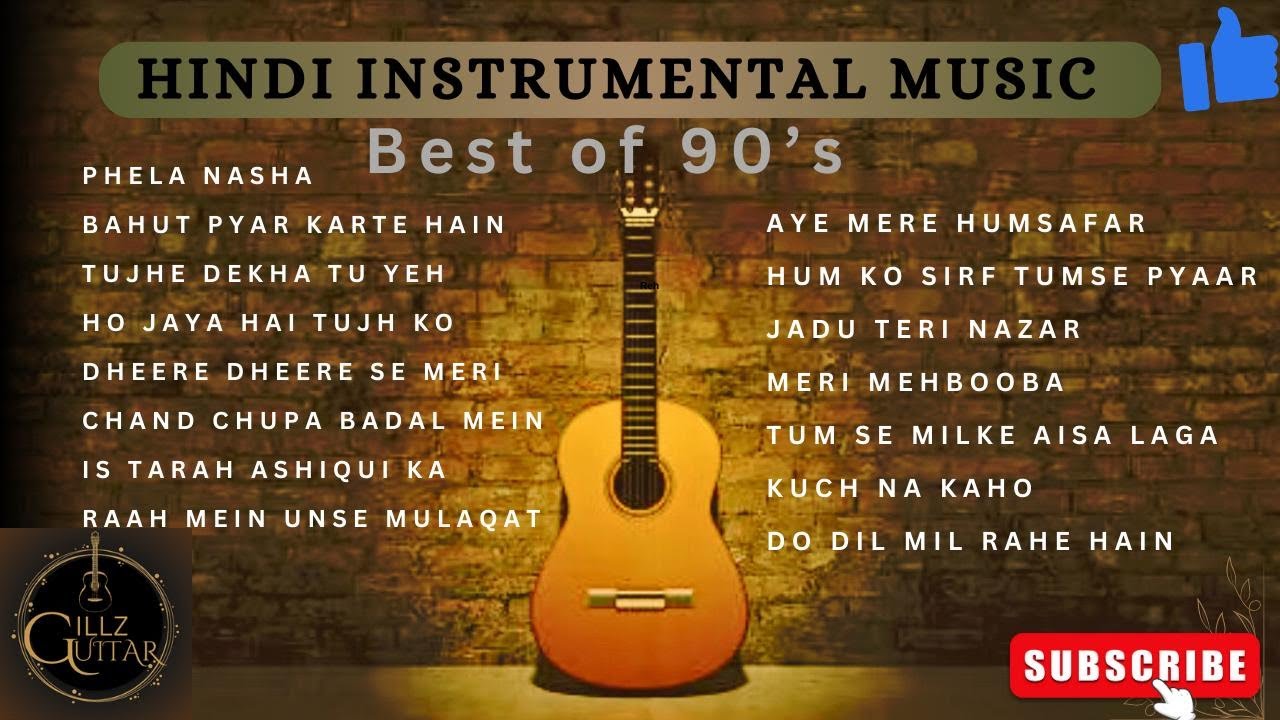 HINDI INSTRUMENTAL MUSIC
Best of 90's
PHELA NASHA
BAHUT PYAR KARTE HAIN
TUJHE DEKHA TU YEH
HO JAYA HAI TUJH KO
DHEERE DHEERE SE MERI
CHAND CHUPA BADAL MEIN
IS TARAH ASHIQUI KA
RAAH MEIN UNSE MULAQAT
AYE MERE HUMSAFAR
HUM KO SIRF TUMSE PYAAR
JADU TERI NAZAR
MERI MEHBOOBA
TUM SE MILKE AISA LAGA
KUCH NA KAHO
DO DIL MIL RAHE HAIN
GILLZ
GUITAR
SUBSCRIBE